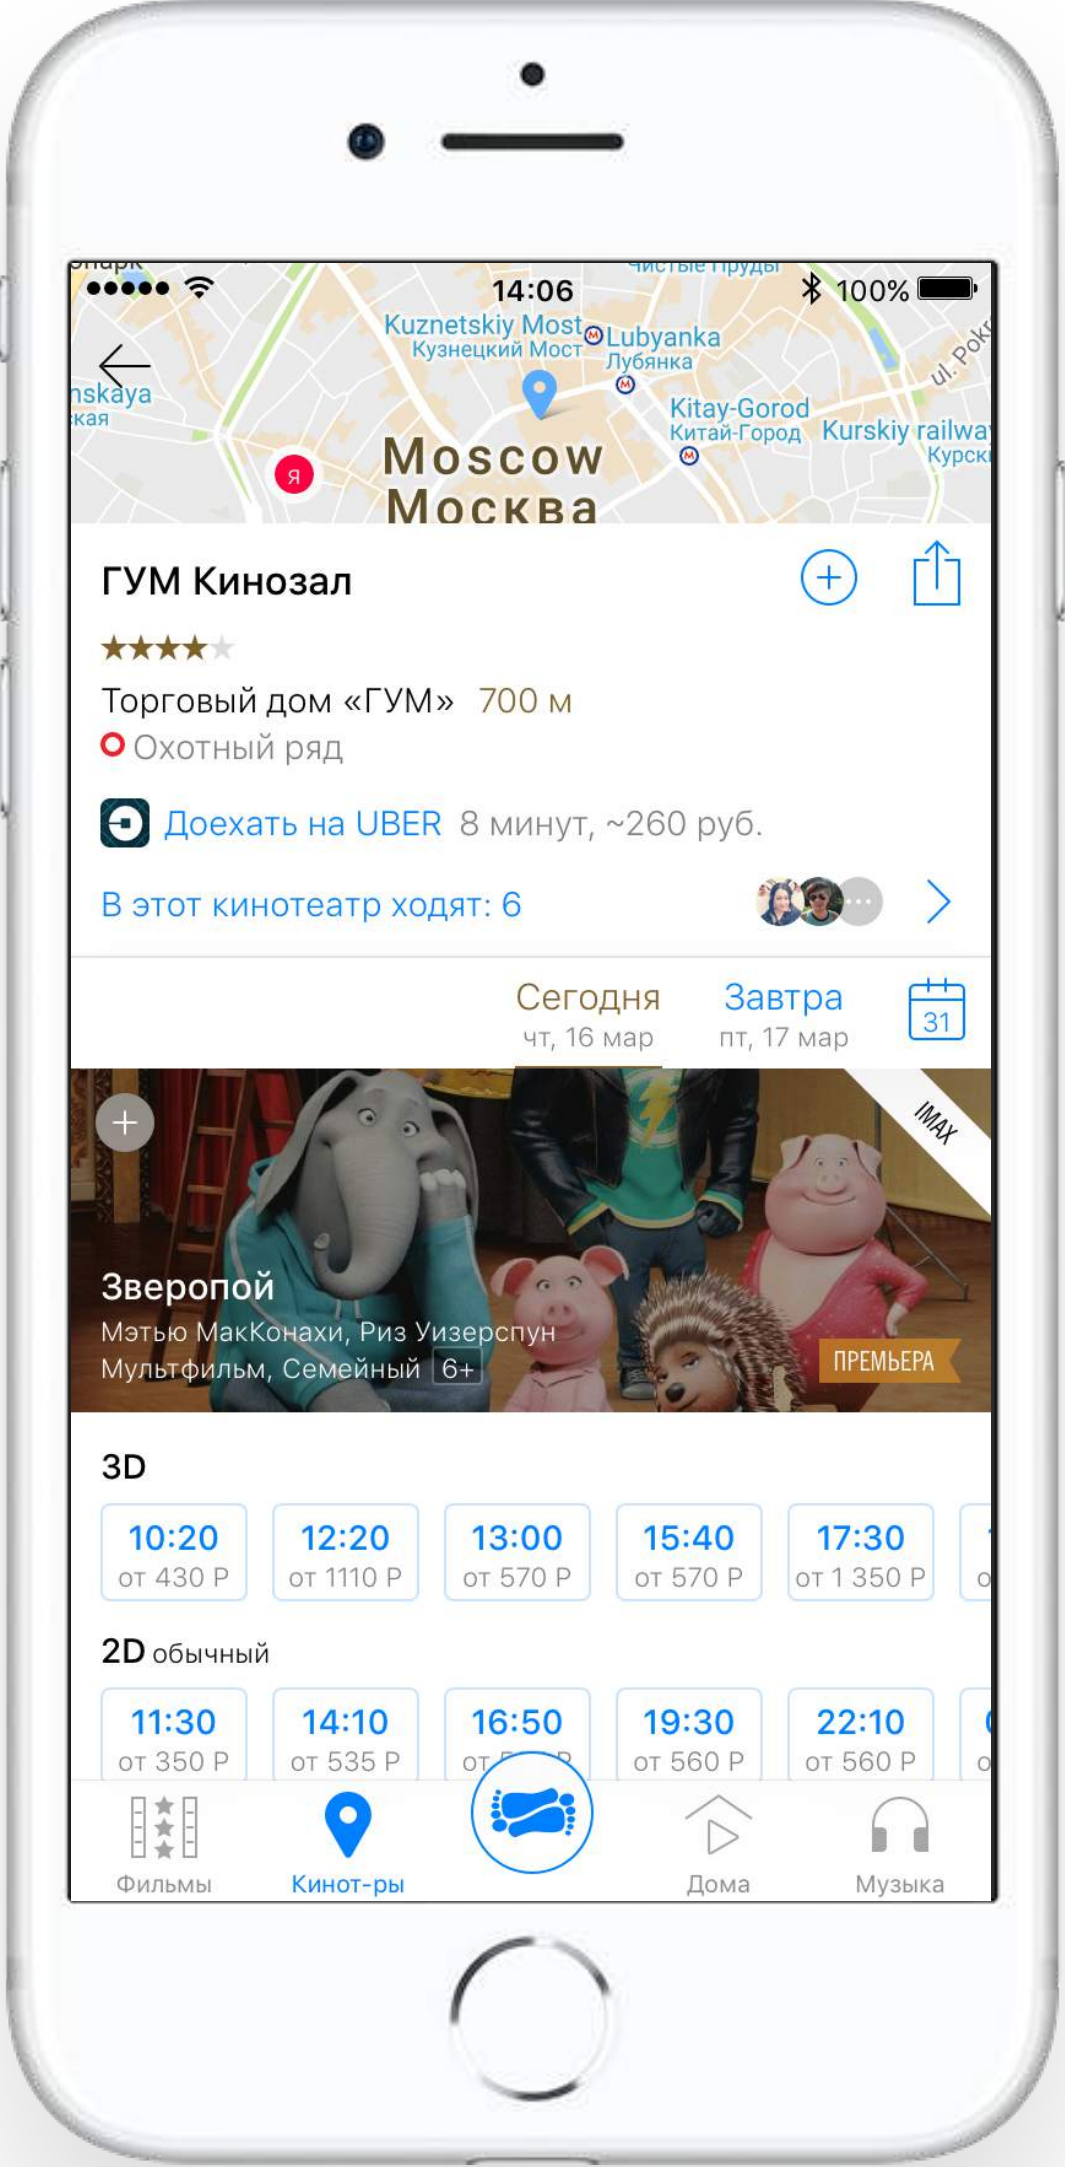 14:06
100%
Kuznetskiy Most
Кузнецкий Мост
Lubyanka
Лубянка
Kitay-Gorod
Китай-Город
Kurskiy
Moscow
Москва
Я
ГУМ Кинозал
Торговый дом «ГУМ» 700 м
Охотный ряд
Доехать на UBER 8 минут, ~260 руб.
В этот кинотеатр ходят: 6
Сегодня
чт, 16 мар
Завтра
пт, 17 мар
31
IMAX
Зверопой
Мэтью МакКонахи, Риз Уизерспун
Мультфильм, Семейный 6+
ПРЕМЬЕРА
3D
10:20 12:20 13:00 15:40 17:30
от 430 Р от 1110 Р от 570 Р от 570 Р от 1 350 Р
2D обычный
11:30 14:10 16:50 19:30 22:10
от 350 Р от 535 Р от от 560 Р от 560 Р
Фильмы Кинот-ры Дома Музыка